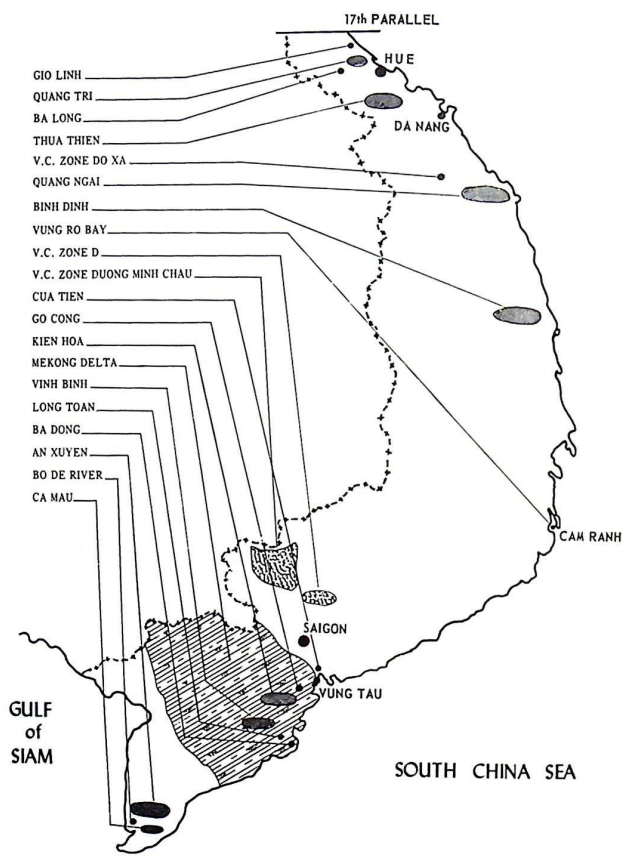 17th PARALLEL
HUE
GIO LINH
QUANG TRI
BA LONG
DA NANG
THUA THIEN
V.C. ZONE DO XA
QUANG NGAI
BINH DINH
VUNG RO BAY
V.C. ZONE D
V.C. ZONE DUONG MINH CHAU
CUA TIEN
GO CONG
KIEN HOA
MEKONG DELTA
VINH BINH
LONG TOAN
BA DONG
AN XUYEN
BO DE RIVER
CA MAU
CAM RANH
SAIGON
VUNG TAU
GULF
of
SIAM
SOUTH CHINA SEA